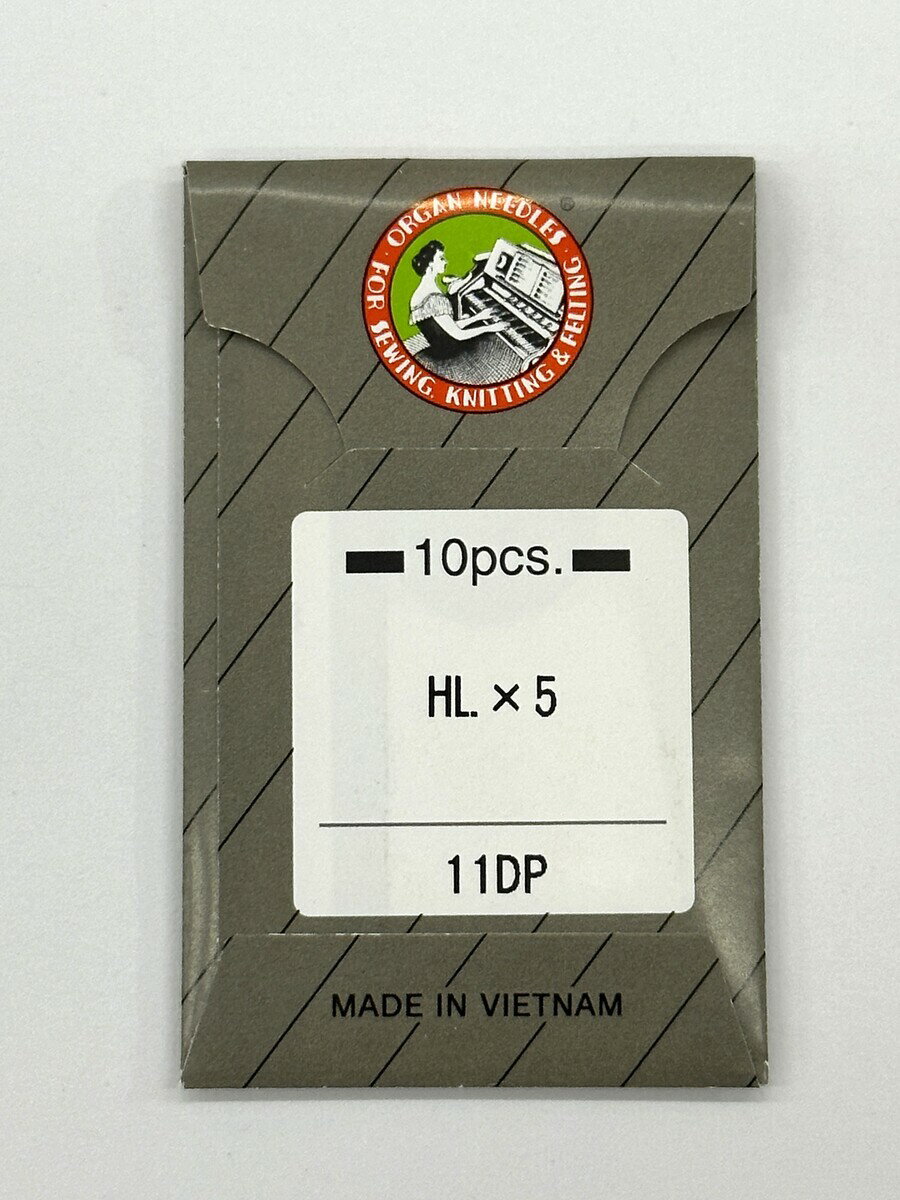 ORGAN NEEDLES ®
FOR SEWING, KNITTING & FELTING
10pcs.
HL. × 5
11DP
MADE IN VIETNAM